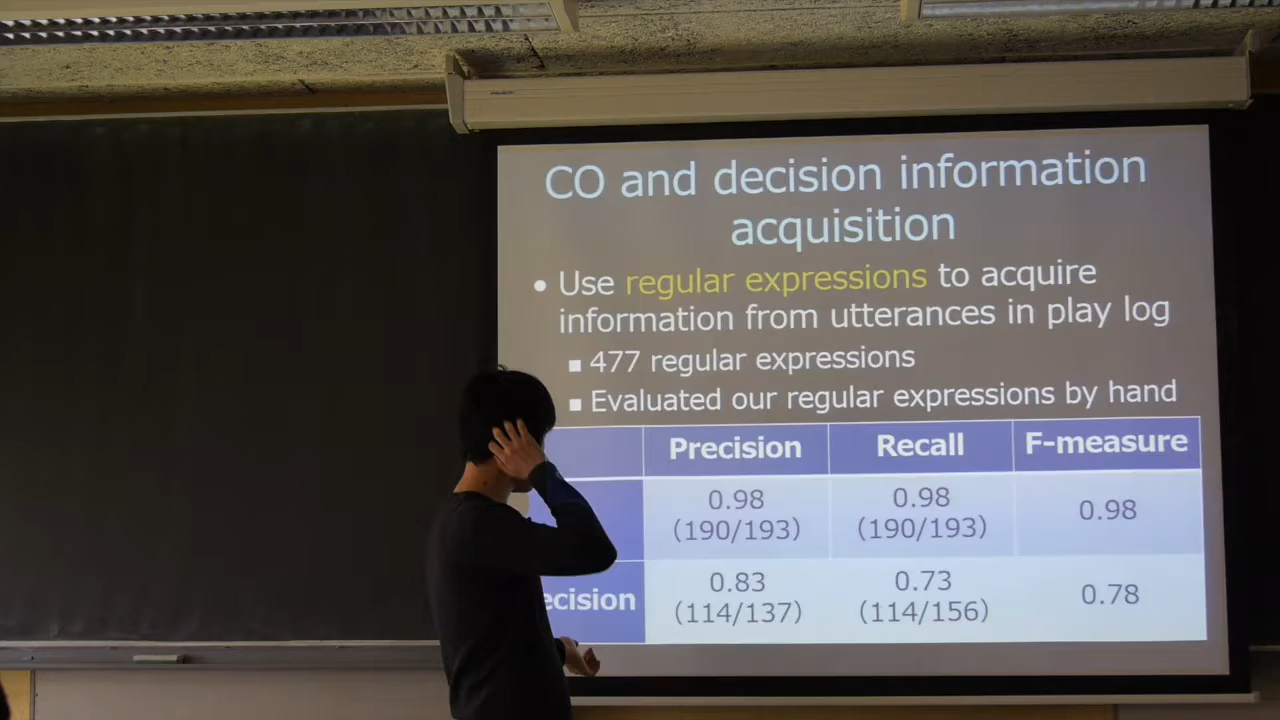 CO and decision information
acquisition
• Use regular expressions to acquire
information from utterances in play log
■ 477 regular expressions
■ Evaluated our regular expressions by hand
Precision Recall F-measure
0.98 0.98 0.98
(190/193) (190/193)
ecision 0.83 0.73 0.78
(114/137) (114/156)